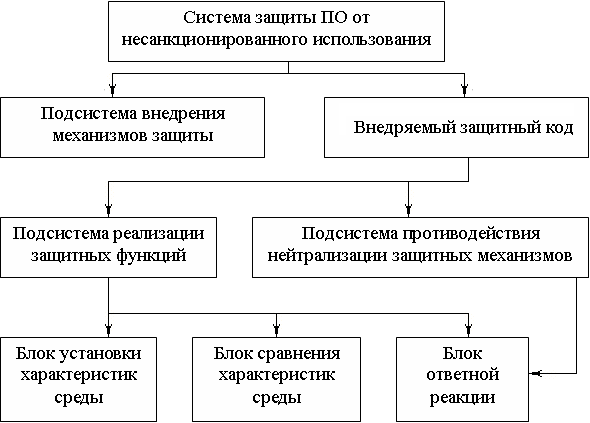 Система защиты ПО от
несанкционированного использования
Подсистема внедрения
механизмов защиты
Внедряемый защитный код
Подсистема реализации
защитных функций
Подсистема противодействия
нейтрализации защитных механизмов
Блок установки
характеристик
среды
Блок сравнения
характеристик
среды
Блок
ответной
реакции